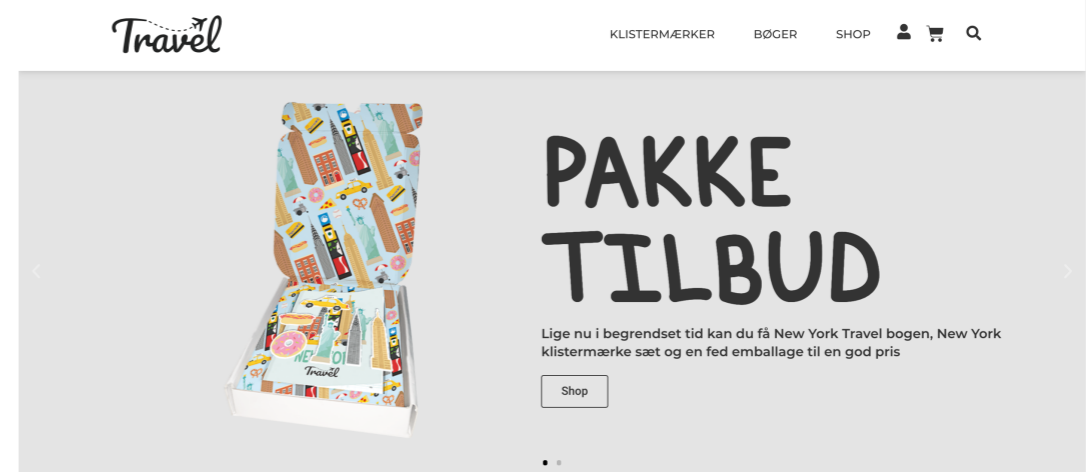 Travel
KLISTERMÆRKER BØGER SHOP
PAKKE
TILBUD
Lige nu i begrendset tid kan du få New York Travel bogen, New York
klistermærke sæt og en fed emballage til en god pris
Shop
Travel